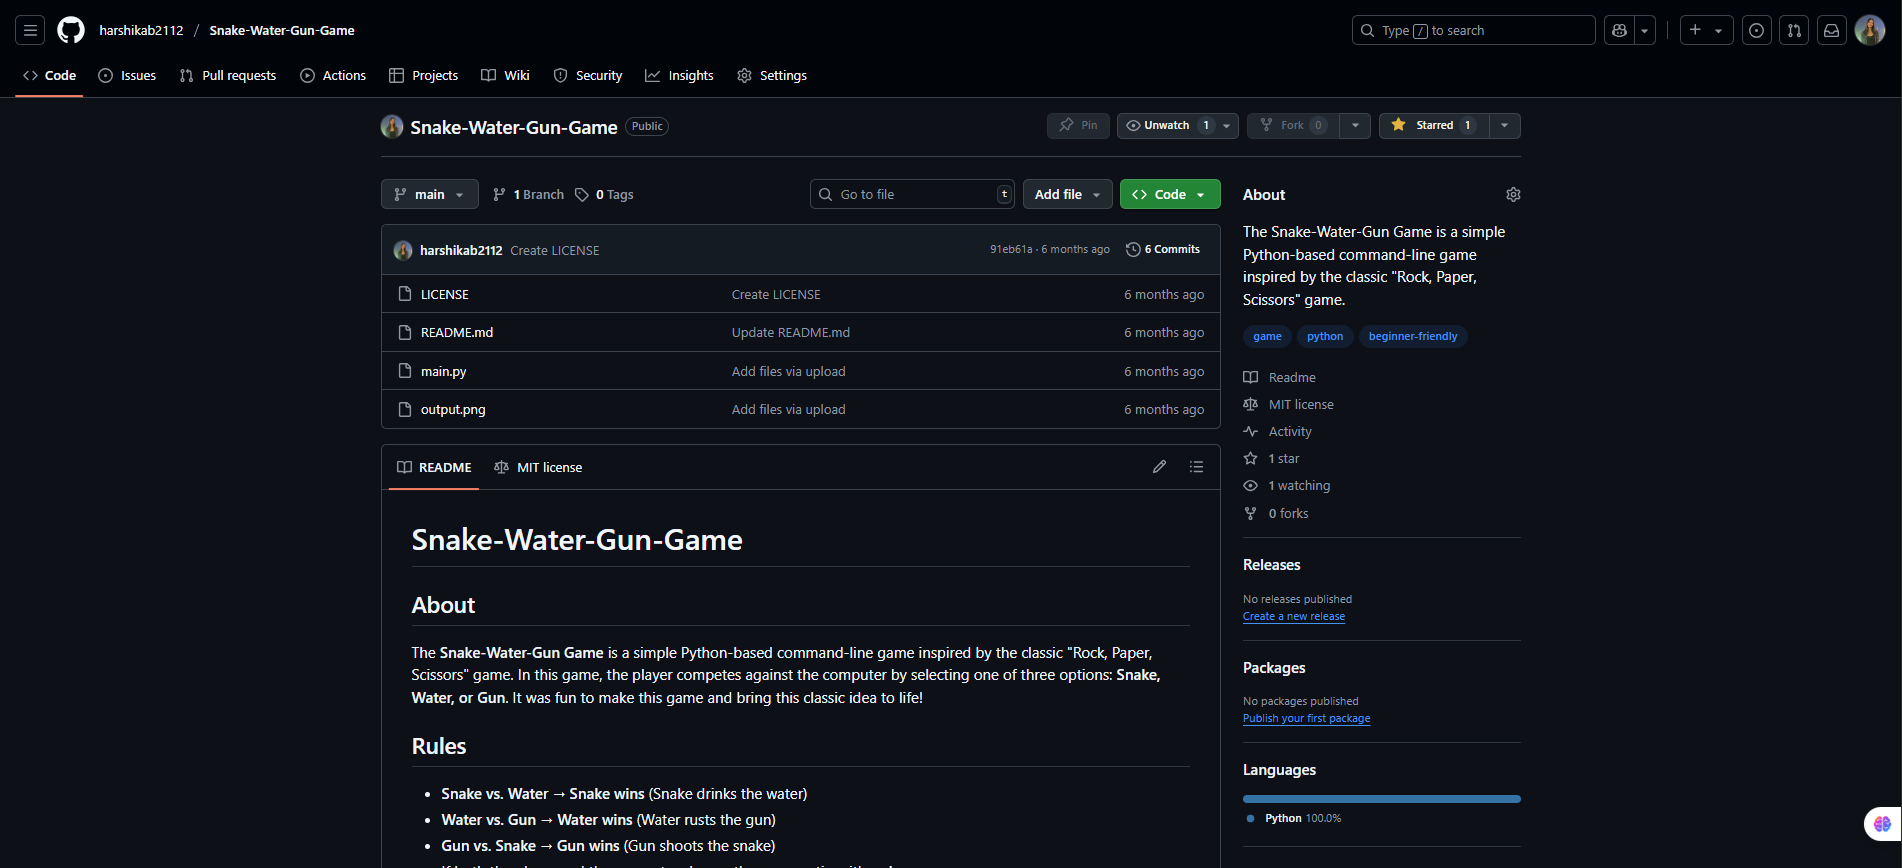 harshikab2112 / Snake-Water-Gun-Game
Type / to search
Code Issues Pull requests Actions Projects Wiki Security Insights Settings
Snake-Water-Gun-Game Public
Pin Unwatch 1 Fork 0 Starred 1
main 1 Branch 0 Tags
Go to file t Add file Code
harshikab2112 Create LICENSE 91eb61a · 6 months ago 6 Commits
LICENSE Create LICENSE 6 months ago
README.md Update README.md 6 months ago
main.py Add files via upload 6 months ago
output.png Add files via upload 6 months ago
README MIT license
Snake-Water-Gun-Game
About
The Snake-Water-Gun Game is a simple Python-based command-line game inspired by the classic "Rock, Paper,
Scissors" game. In this game, the player competes against the computer by selecting one of three options: Snake,
Water, or Gun. It was fun to make this game and bring this classic idea to life!
Rules
• Snake vs. Water → Snake wins (Snake drinks the water)
• Water vs. Gun → Water wins (Water rusts the gun)
• Gun vs. Snake → Gun wins (Gun shoots the snake)
About
The Snake-Water-Gun Game is a simple
Python-based command-line game
inspired by the classic "Rock, Paper,
Scissors" game.
game python beginner-friendly
Readme
MIT license
Activity
1 star
1 watching
0 forks
Releases
No releases published
Create a new release
Packages
No packages published
Publish your first package
Languages
Python 100.0%